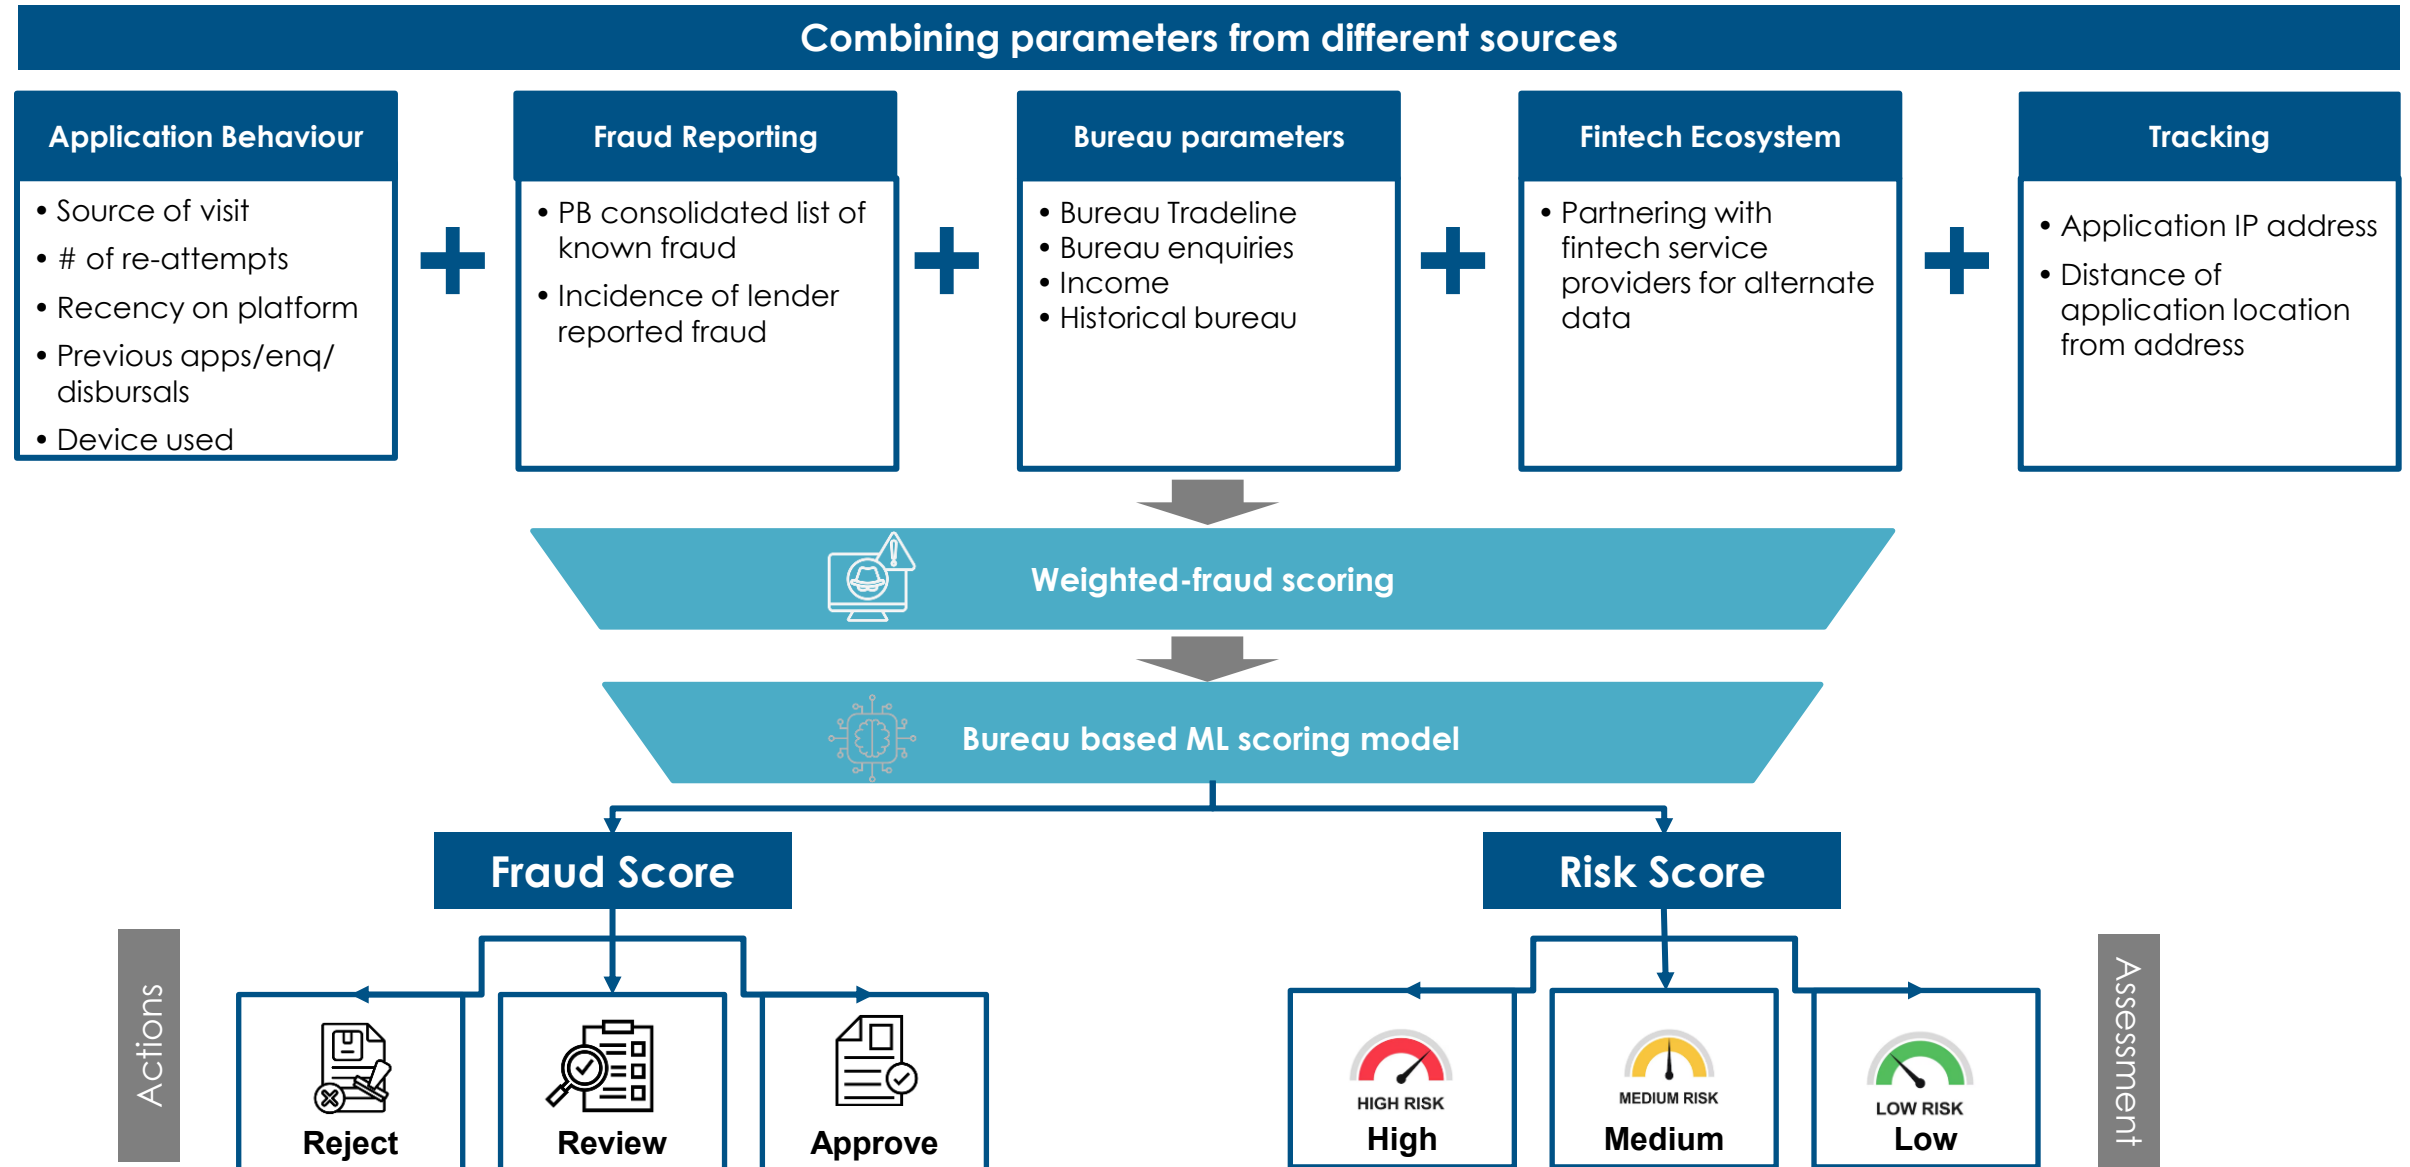 Combining parameters from different sources
Application Behaviour
• Source of visit
• # of re-attempts
• Recency on platform
• Previous apps/enq/
disbursals
• Device used
Fraud Reporting
• PB consolidated list of
known fraud
• Incidence of lender
reported fraud
Bureau parameters
• Bureau Tradeline
• Bureau enquiries
• Income
• Historical bureau
Fintech Ecosystem
• Partnering with
fintech service
providers for alternate
data
Tracking
• Application IP address
• Distance of
application location
from address
Weighted-fraud scoring
Bureau based ML scoring model
Fraud Score
Risk Score
Actions
Reject
Review
Approve
HIGH RISK
High
MEDIUM RISK
Medium
LOW RISK
Low
Assessment